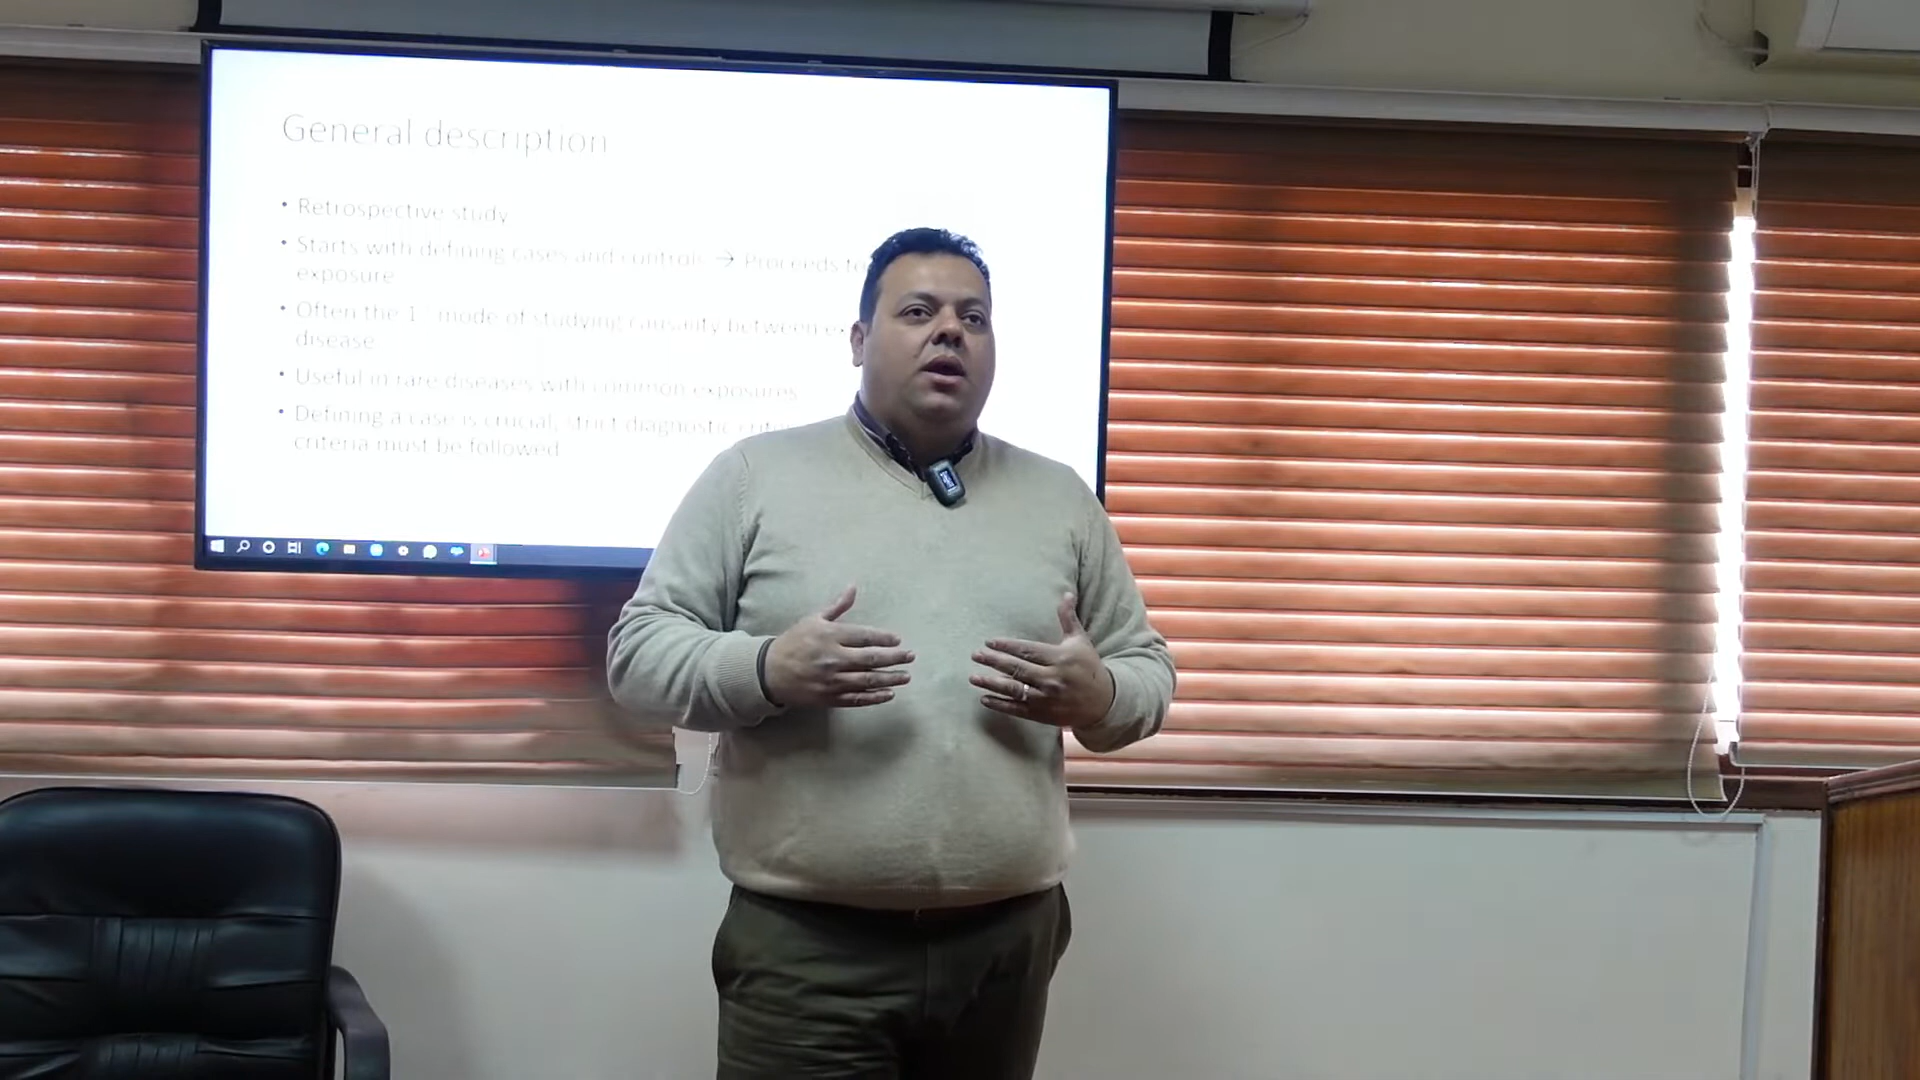 General description
• Retrospective study
• Starts with defining cases and controls → Proceeds to
exposure
• Often the 1 mode of studying causality between
disease
• Useful in rare diseases with common exposures
• Defining a case is crucial, strict diagnostic
criteria must be followed